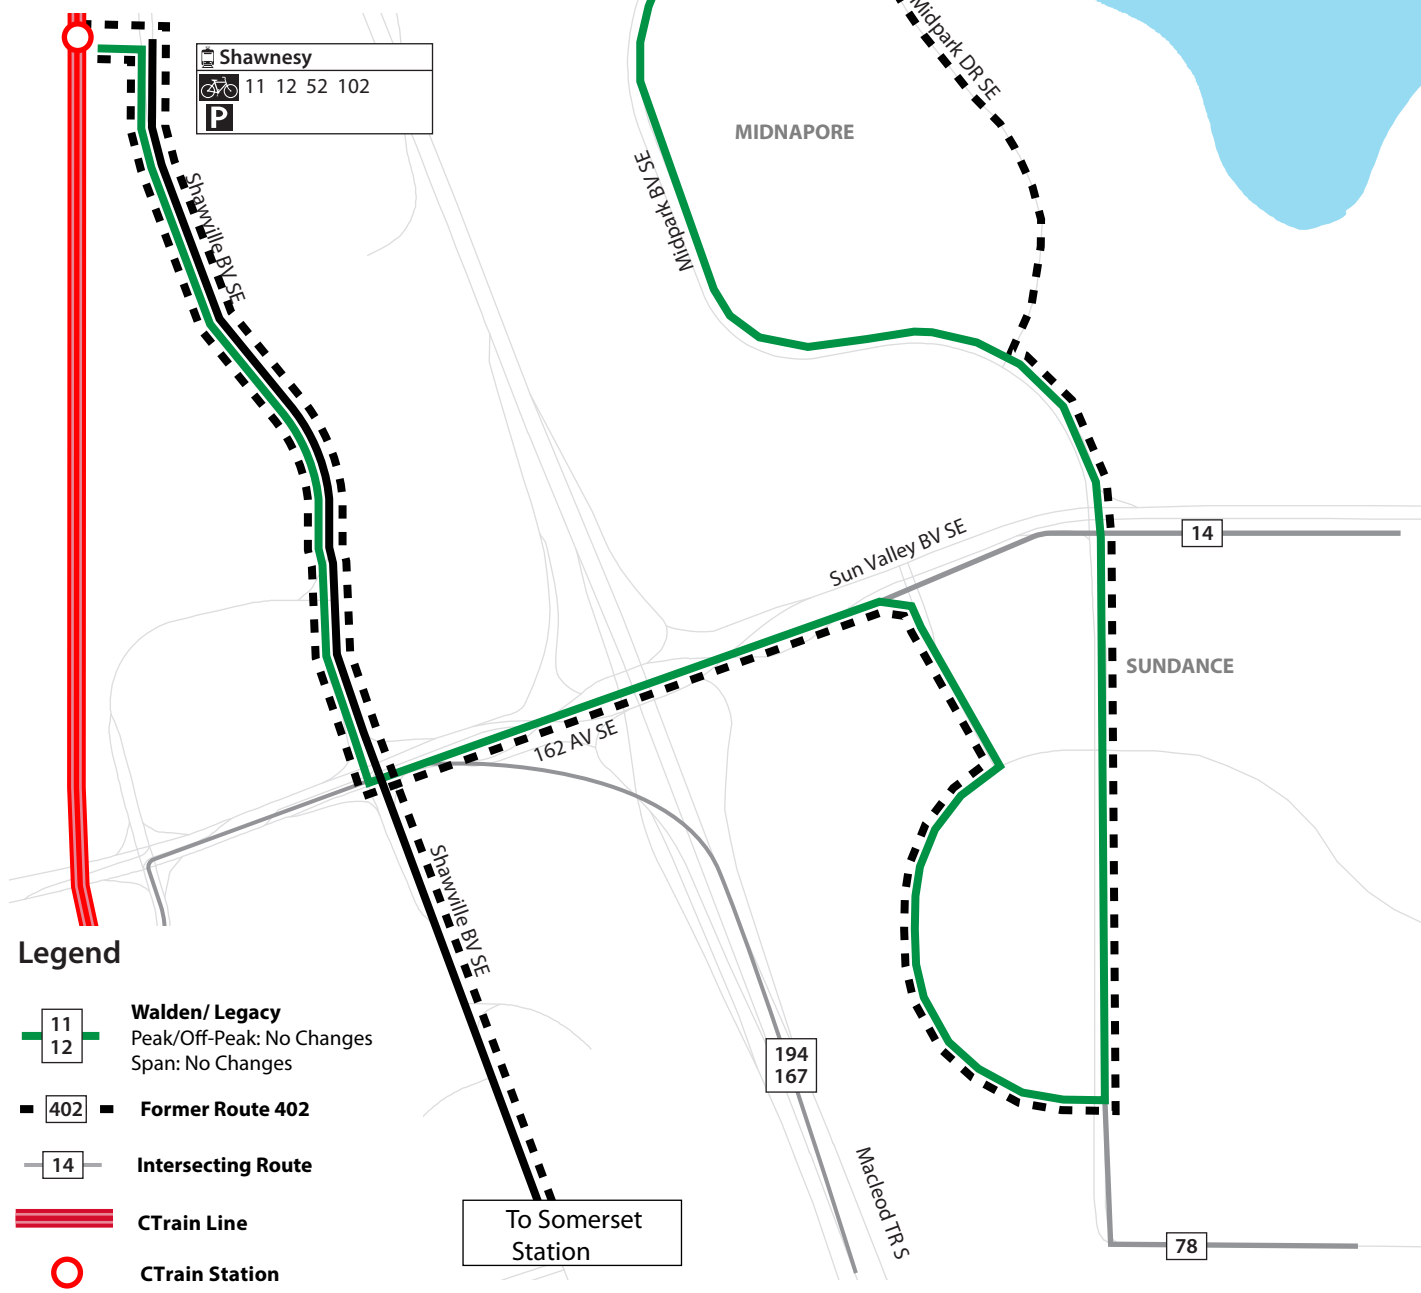 Shawnesy
11 12 52 102
P
Midpark DR SE
MIDNAPORE
Midpark BV SE
Shawville BV SE
Sun Valley BV SE
14
SUNDANCE
162 AV SE
Shawville BV SE
194
167
Macleod TR S
To Somerset
Station
78
Legend
11
12
Walden/ Legacy
Peak/Off-Peak: No Changes
Span: No Changes
402
Former Route 402
14
Intersecting Route
CTrain Line
CTrain Station